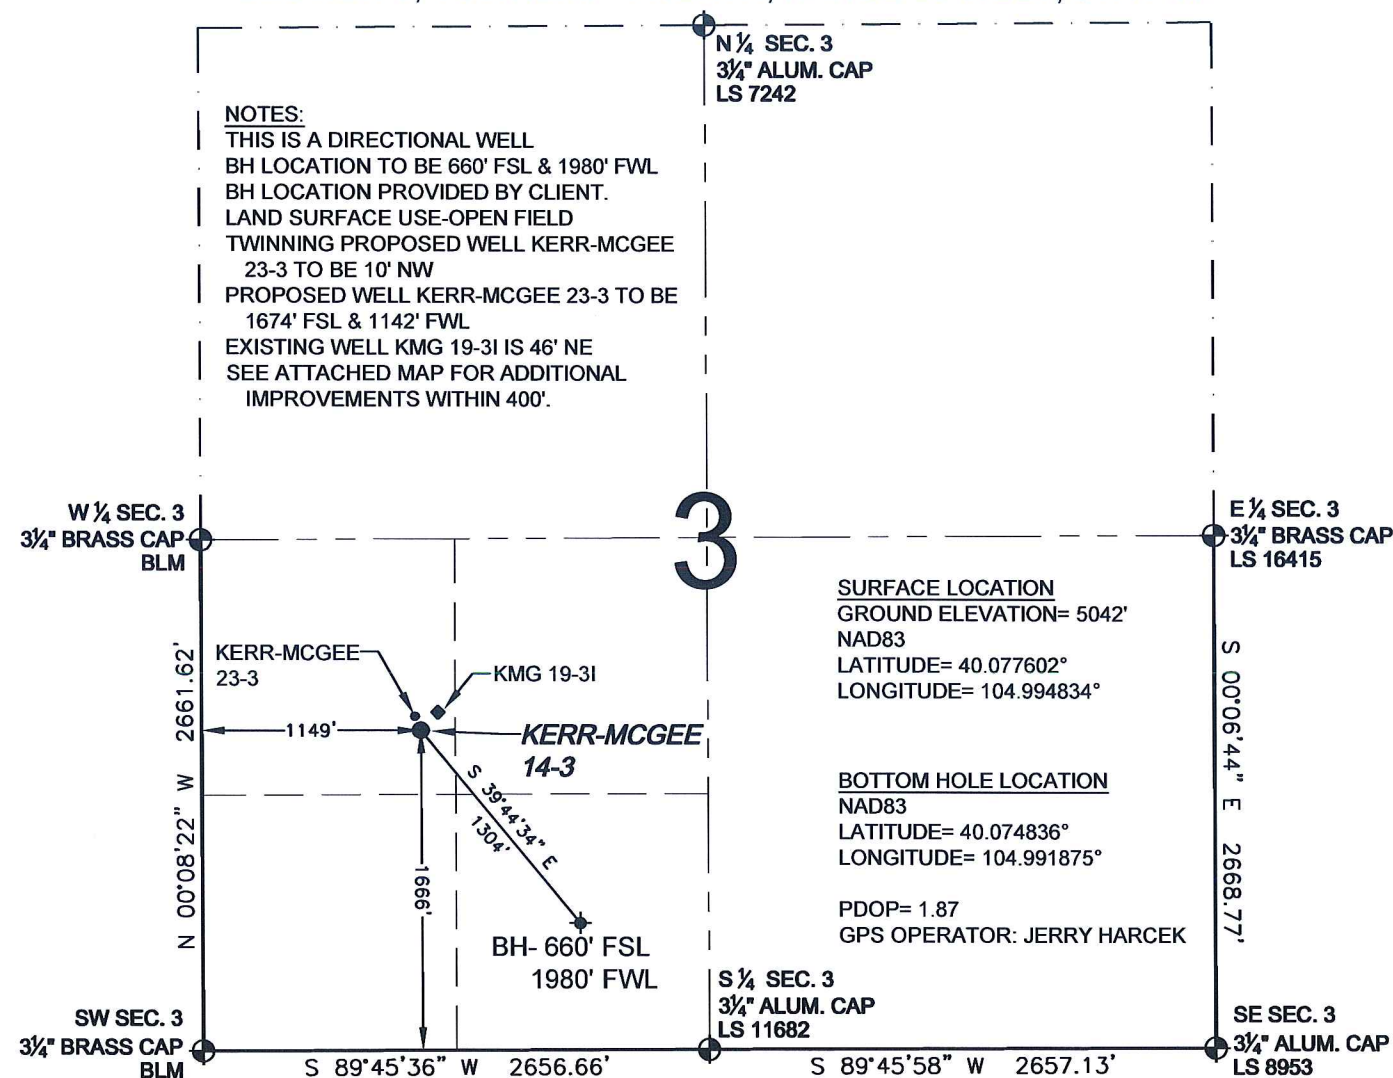 N ¼ SEC. 3
3¼" ALUM. CAP
LS 7242
NOTES:
THIS IS A DIRECTIONAL WELL
BH LOCATION TO BE 660' FSL & 1980' FWL
BH LOCATION PROVIDED BY CLIENT.
LAND SURFACE USE-OPEN FIELD
TWINNING PROPOSED WELL KERR-MCGEE
23-3 TO BE 10' NW
PROPOSED WELL KERR-MCGEE 23-3 TO BE
1674' FSL & 1142' FWL
EXISTING WELL KMG 19-3I IS 46' NE
SEE ATTACHED MAP FOR ADDITIONAL
IMPROVEMENTS WITHIN 400'.
W ¼ SEC. 3
3¼" BRASS CAP
BLM
3
E ¼ SEC. 3
3¼" BRASS CAP
LS 16415
SURFACE LOCATION
GROUND ELEVATION= 5042'
NAD83
LATITUDE= 40.077602°
LONGITUDE= 104.994834°
N 00°08'22" W 2661.62'
KERR-MCGEE
23-3
KMG 19-3I
1149'
KERR-MCGEE
14-3
S 39°44'34" E
1304'
1666'
S 00°06'44" E 2668.77'
BOTTOM HOLE LOCATION
NAD83
LATITUDE= 40.074836°
LONGITUDE= 104.991875°
PDOP= 1.87
GPS OPERATOR: JERRY HARCEK
BH- 660' FSL
1980' FWL
S ¼ SEC. 3
3¼" ALUM. CAP
LS 11682
SW SEC. 3
3¼" BRASS CAP
BLM
SE SEC. 3
3¼" ALUM. CAP
LS 8953
S 89°45'36" W 2656.66'
S 89°45'58" W 2657.13'